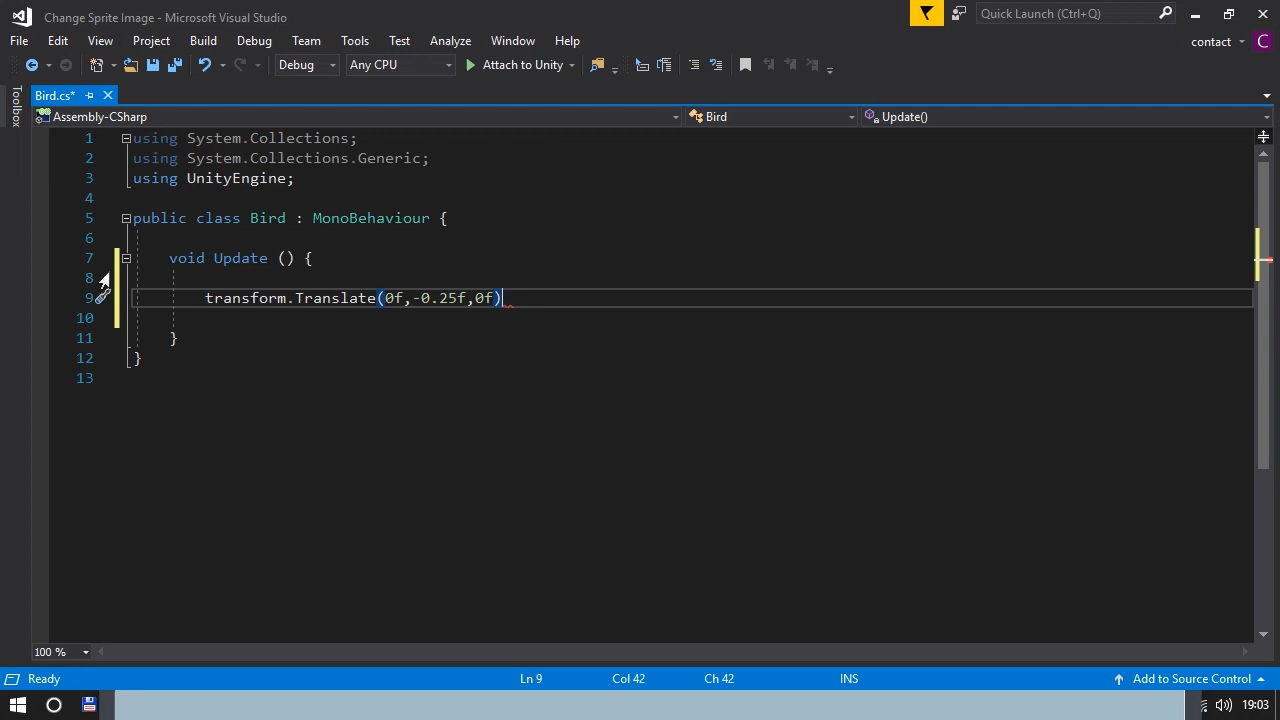 Change Sprite Image - Microsoft Visual Studio
Quick Launch (Ctrl+Q)
File Edit View Project Build Debug Team Tools Test Analyze Window Help
contact C
Debug Any CPU Attach to Unity
Toolbox
Bird.cs*
Assembly-CSharp Bird Update()
1 using System.Collections;
2 using System.Collections.Generic;
3 using UnityEngine;
4
5 public class Bird : MonoBehaviour {
6
7 void Update () {
8
9 transform.Translate(0f,-0.25f,0f)
10
11 }
12 }
13
100 %
Ready Ln 9 Col 42 Ch 42 INS Add to Source Control
19:03